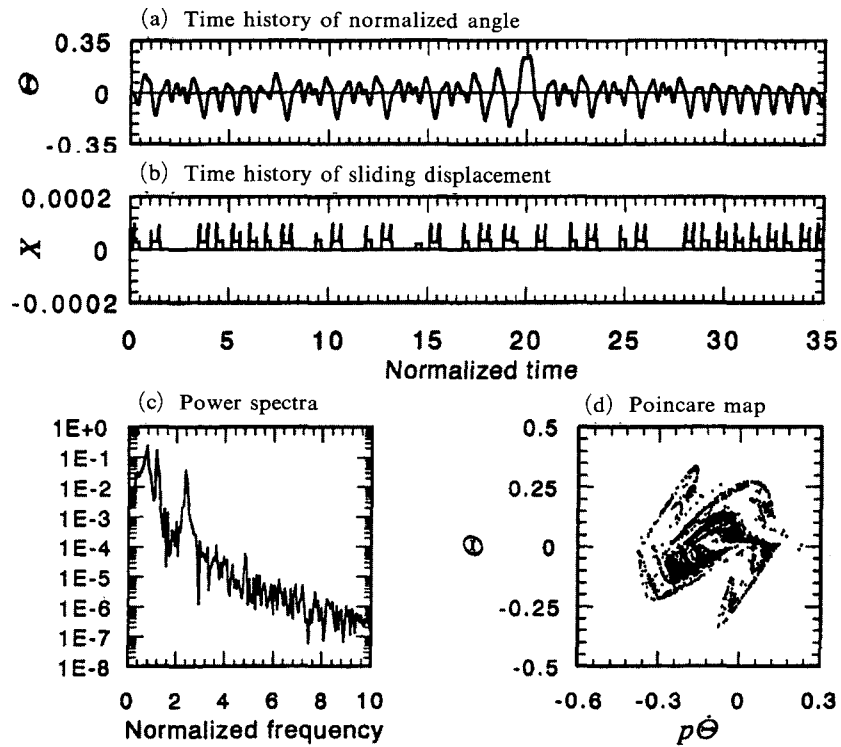 (a) Time history of normalized angle
0.35
Θ
0
-0.35
(b) Time history of sliding displacement
0.0002
X
0
-0.0002
0 5 10 15 20 25 30 35
Normalized time
(c) Power spectra
1E+0
1E-1
1E-2
1E-3
1E-4
1E-5
1E-6
1E-7
1E-8
0 2 4 6 8 10
Normalized frequency
(d) Poincare map
0.5
0.25
Θ
0
-0.25
-0.5
-0.6 -0.3 0 0.3
pΘ̇